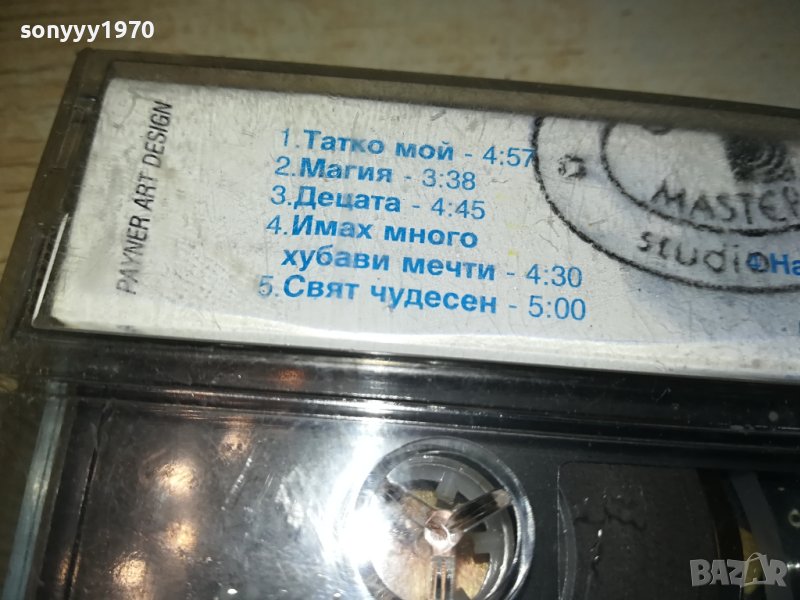 sonyyy1970
PAYNER ART DESIGN
1.Татко мой - 4:57
2.Магия - 3:38
3.Децата - 4:45
4.Имах много
хубави мечти - 4:30
5.Свят чудесен - 5:00
MASTER
studio
BAZAR